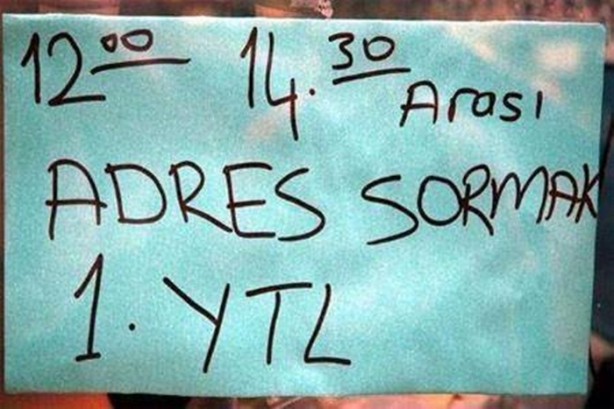 12⁰⁰ 14.³⁰ Arası
ADRES SORMAK
1. YTL